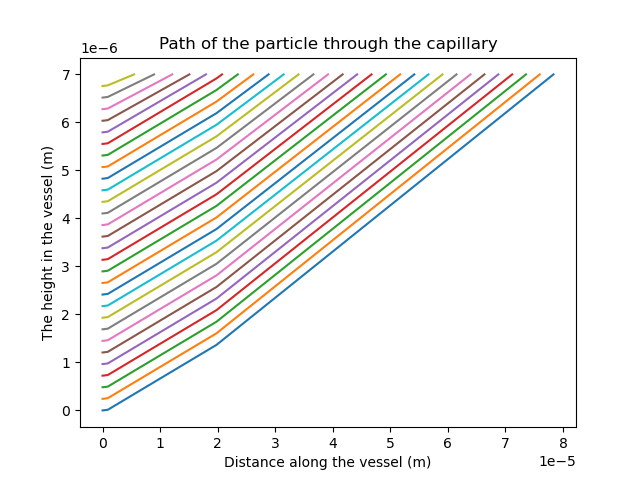 Path of the particle through the capillary
1e−6
7
6
5
4
3
2
1
0
The height in the vessel (m)
0 1 2 3 4 5 6 7 8
1e−5
Distance along the vessel (m)